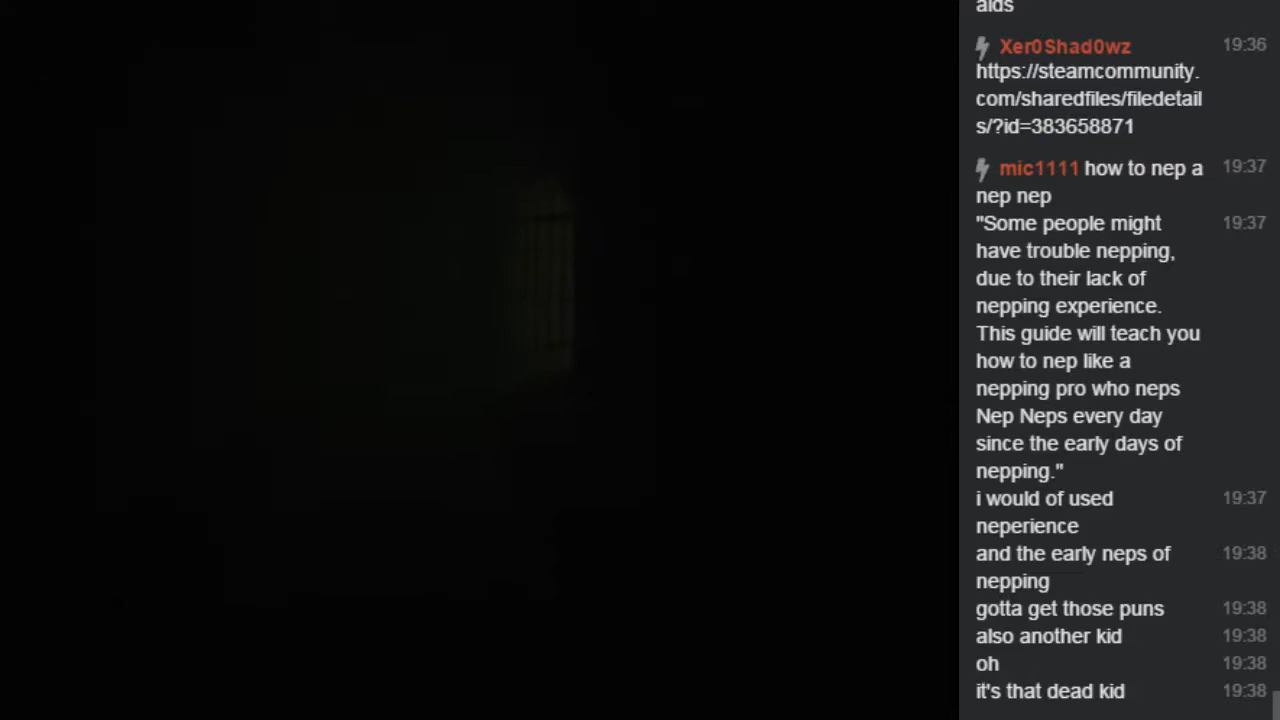 aids
Xer0Shad0wz 19:36
https://steamcommunity.
com/sharedfiles/filedetail
s/?id=383658871
mic1111 how to nep a 19:37
nep nep
"Some people might 19:37
have trouble nepping,
due to their lack of
nepping experience.
This guide will teach you
how to nep like a
nepping pro who neps
Nep Neps every day
since the early days of
nepping."
i would of used 19:37
neperience
and the early neps of 19:38
nepping
gotta get those puns 19:38
also another kid 19:38
oh 19:38
it's that dead kid 19:38